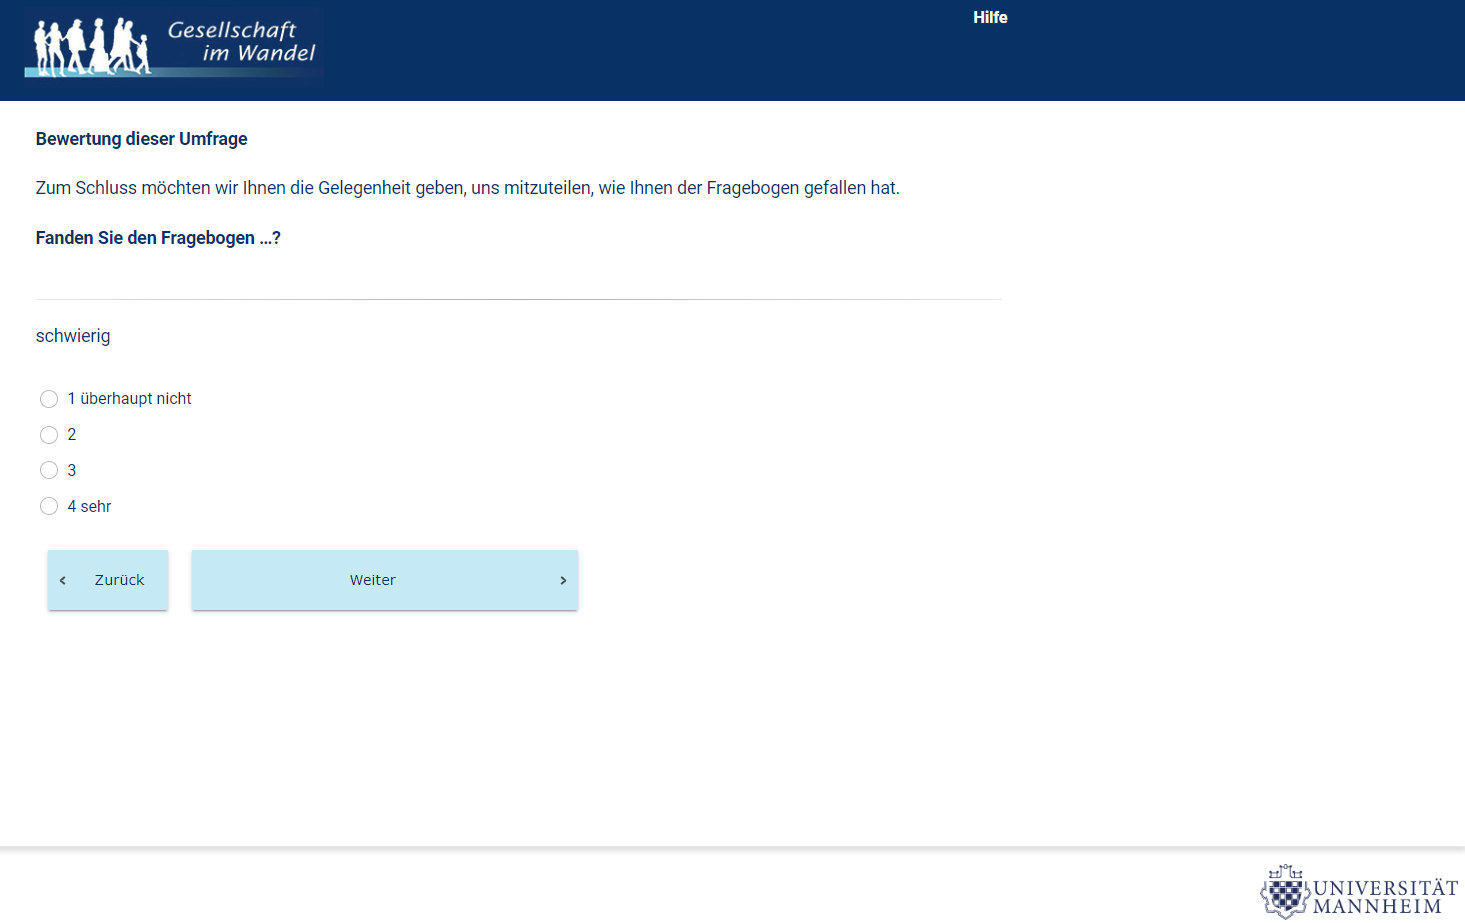 Gesellschaft
im Wandel
Hilfe
Bewertung dieser Umfrage
Zum Schluss möchten wir Ihnen die Gelegenheit geben, uns mitzuteilen, wie Ihnen der Fragebogen gefallen hat.
Fanden Sie den Fragebogen ...?
schwierig
1 überhaupt nicht
2
3
4 sehr
‹ Zurück
Weiter ›
UNIVERSITÄT
MANNHEIM